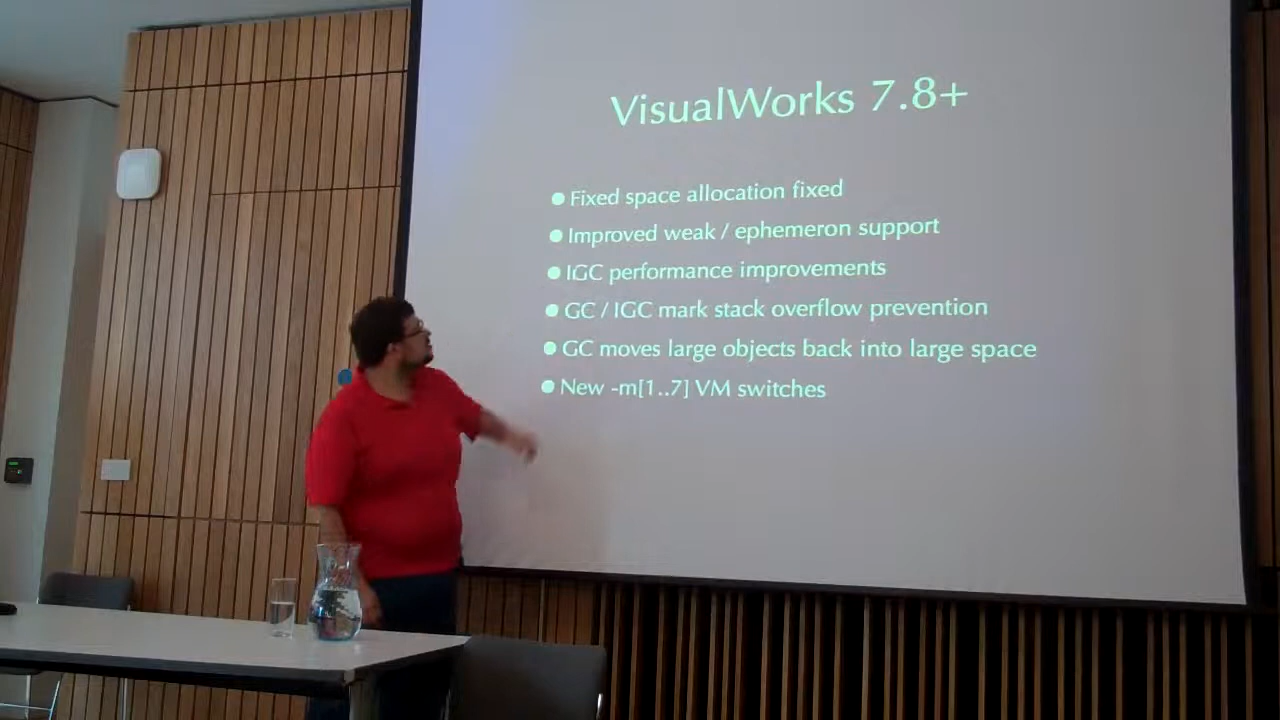 VisualWorks 7.8+
● Fixed space allocation fixed
● Improved weak / ephemeron support
● IGC performance improvements
● GC / IGC mark stack overflow prevention
● GC moves large objects back into large space
● New -m[1..7] VM switches